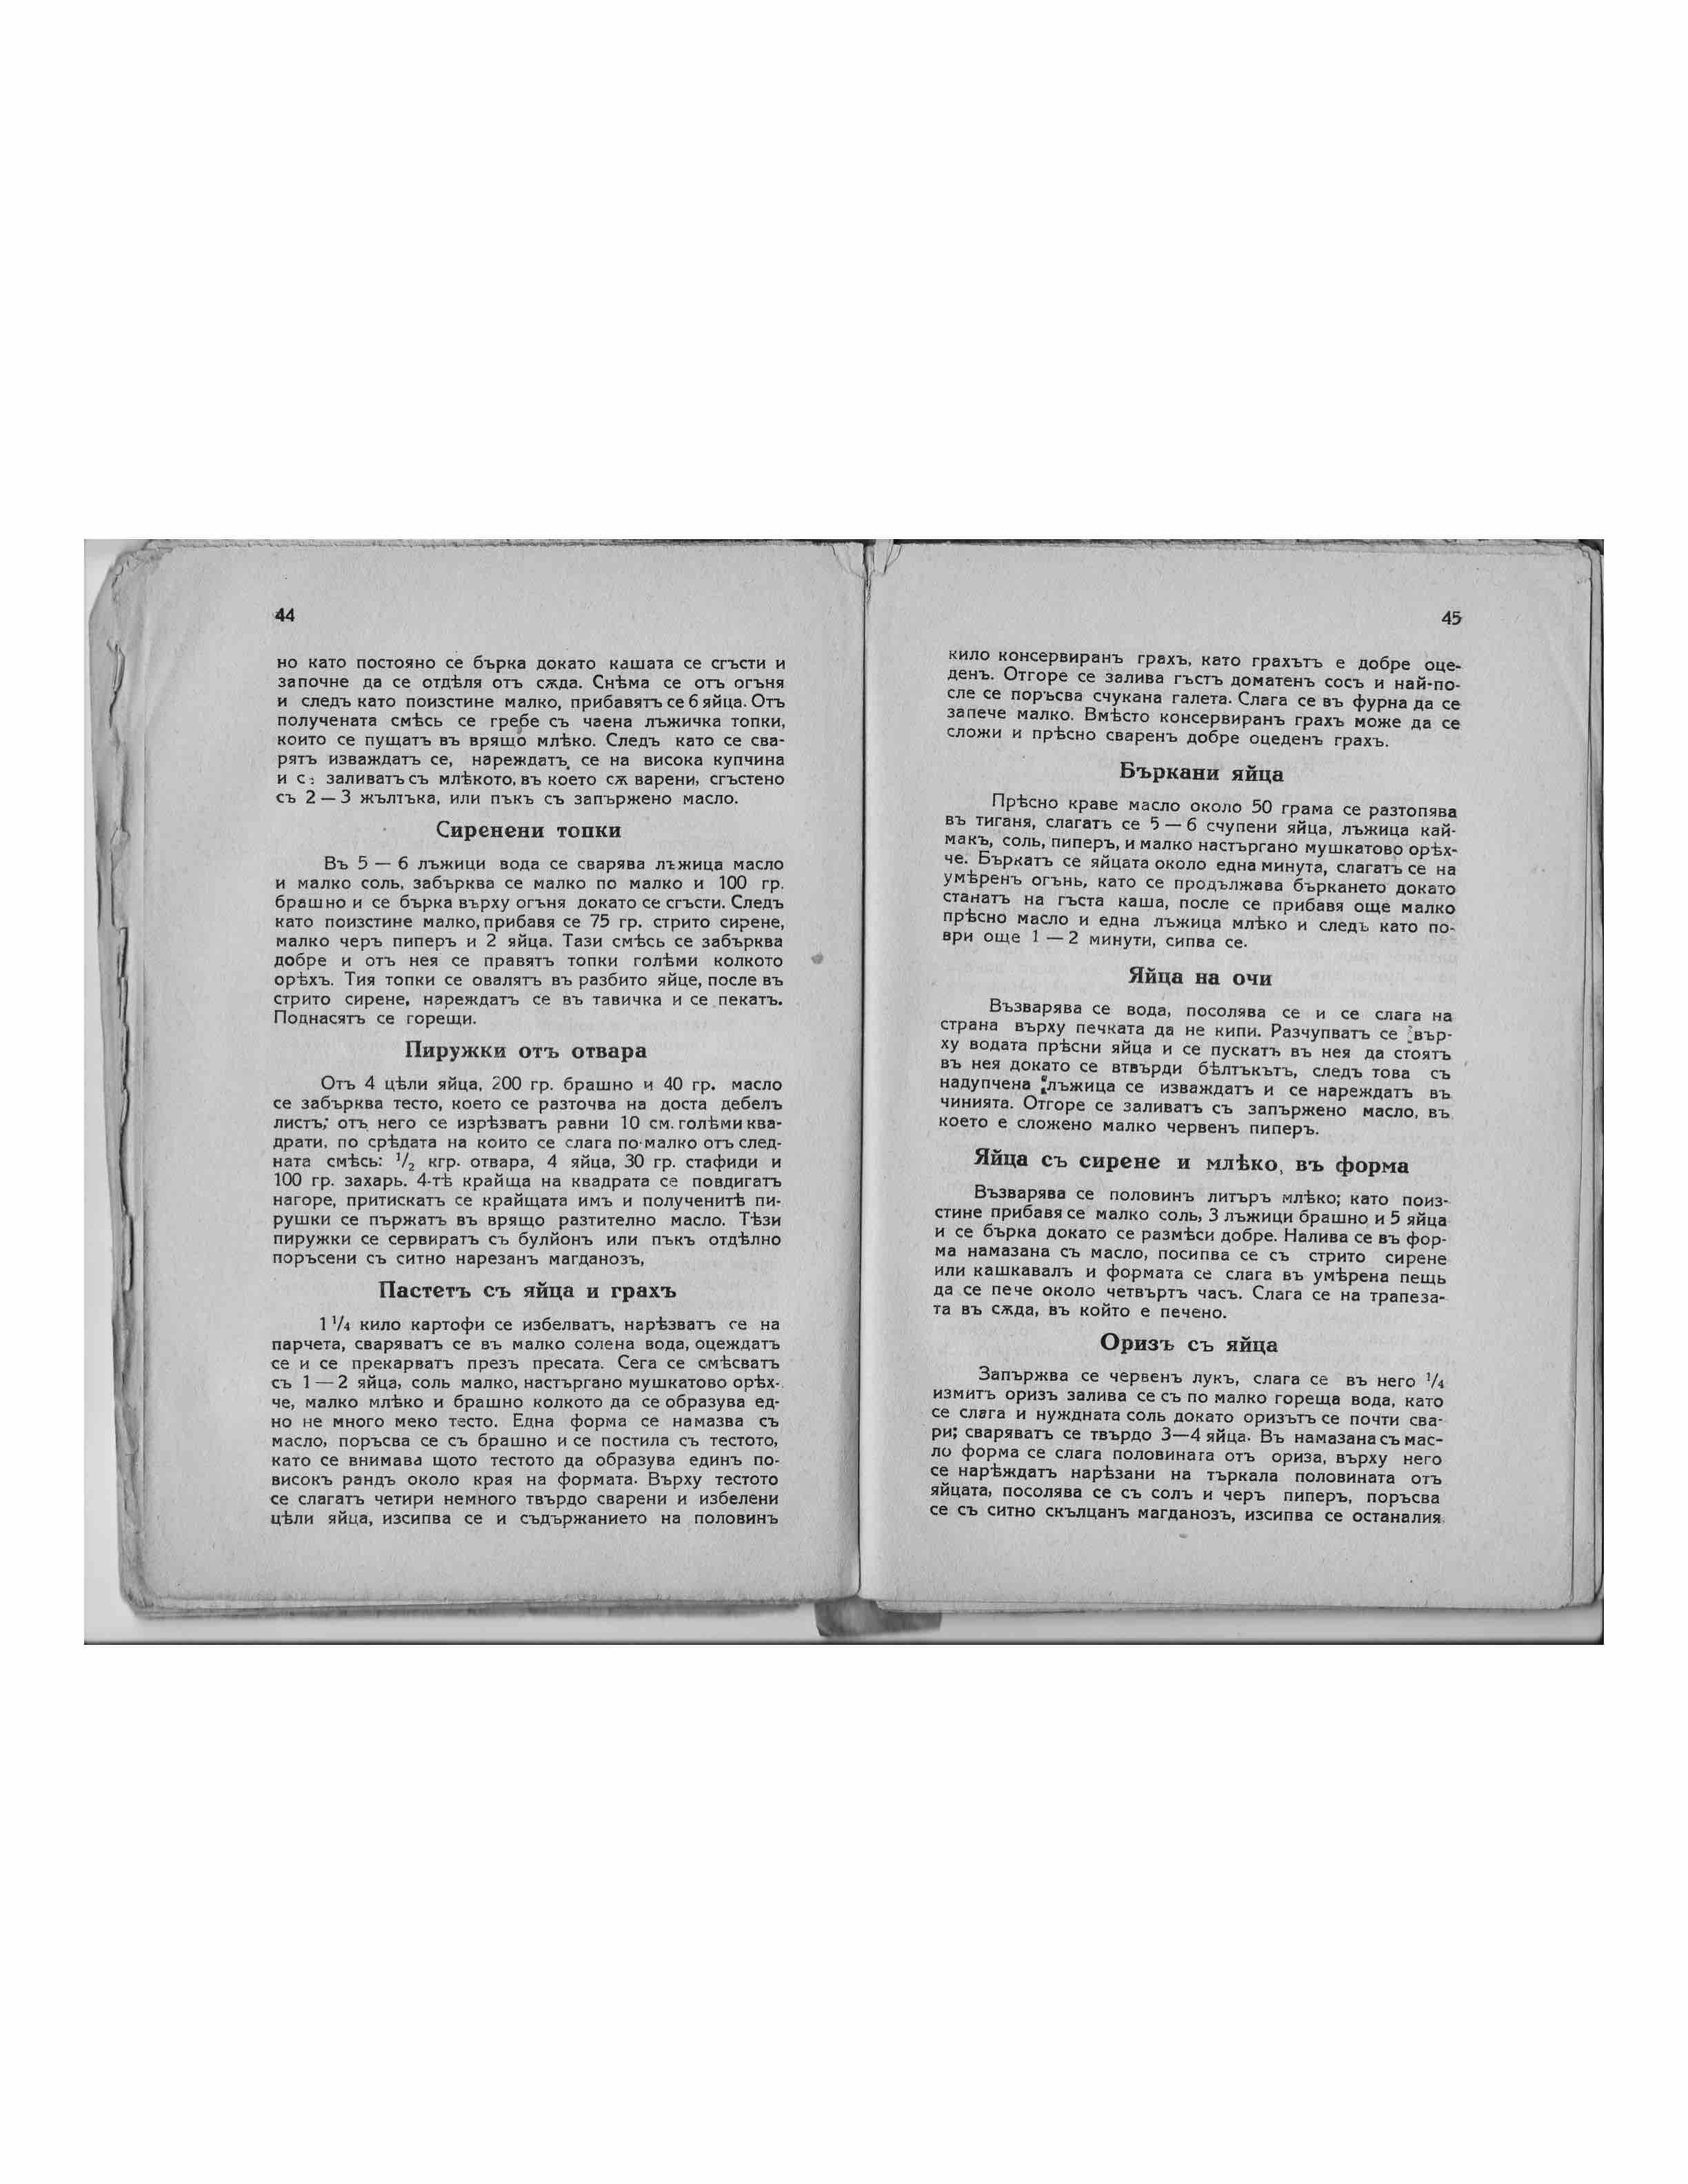 44
но като постояно се бърка докато кашата се сгъсти и
започне да се отдѣля отъ сѫда. Снѣма се отъ огъня
и следъ като поизстине малко, прибавятъ се 6 яйца. Отъ
получената смѣсь се гребе съ чаена лъжичка топки,
които се пущатъ въ врящо млѣко. Следъ като се сва-
рятъ изваждатъ се, нареждатъ се на висока купчина
и се заливатъ съ млѣкото, въ което сѫ варени, сгъстено
съ 2 — 3 жълтъка, или пъкъ съ запържено масло.
Сиренени топки
Въ 5 — 6 лъжици вода се сварява лъжица масло
и малко соль, забърква се малко по малко и 100 гр.
брашно и се бърка върху огъня докато се сгъсти. Следъ
като поизстине малко, прибавя се 75 гр. стрито сирене,
малко черъ пиперъ и 2 яйца. Тази смѣсь се забърква
добре и отъ нея се правятъ топки голѣми колкото
орѣхъ. Тия топки се овалятъ въ разбито яйце, после въ
стрито сирене, нареждатъ се въ тавичка и се пекатъ.
Поднасятъ се горещи.
Пиружки отъ отвара
Отъ 4 цѣли яйца, 200 гр. брашно и 40 гр. масло
се забърква тесто, което се разточва на доста дебелъ
листъ; отъ него се изрѣзватъ равни 10 см. голѣми ква-
драти, по срѣдата на които се слага по-малко отъ след-
ната смѣсь: 1/2 кгр. отвара, 4 яйца, 30 гр. стафиди и
100 гр. захарь. 4-тѣ крайща на квадрата се повдигатъ
нагоре, притискатъ се крайщата имъ и полученитѣ пи-
рушки се пържатъ въ врящо разтително масло. Тѣзи
пиружки се сервиратъ съ булйонъ или пъкъ отдѣлно
поръсени съ ситно нарезанъ магданозъ,
Пастетъ съ яйца и грахъ
1 1/4 кило картофи се избелватъ, нарѣзватъ се на
парчета, сваряватъ се въ малко солена вода, оцеждатъ
се и се прекарватъ презъ пресата. Сега се смѣсватъ
съ 1 — 2 яйца, соль малко, настъргано мушкатово орѣх-
че, малко млѣко и брашно колкото да се образува ед-
но не много меко тесто. Една форма се намазва съ
масло, поръсва се съ брашно и се постила съ тестото,
като се внимава щото тестото да образува единъ по-
високъ рандъ около края на формата. Върху тестото
се слагатъ четири немного твърдо сварени и избелени
цѣли яйца, изсипва се и съдържанието на половинъ
45
кило консервиранъ грахъ, като грахътъ е добре оце-
денъ. Отгоре се залива гъстъ доматенъ сосъ и най-по-
сле се поръсва счукана галета. Слага се въ фурна да се
запече малко. Вмѣсто консервиранъ грахъ може да се
сложи и прѣсно сваренъ добре оцеденъ грахъ.
Бъркани яйца
Прѣсно краве масло около 50 грама се разтопява
въ тиганя, слагатъ се 5 — 6 счупени яйца, лъжица кай-
макъ, соль, пиперъ, и малко настъргано мушкатово орѣх-
че. Бъркатъ се яйцата около една минута, слагатъ се на
умѣренъ огънь, като се продължава бъркането докато
станатъ на гъста каша, после се прибавя още малко
прѣсно масло и една лъжица млѣко и следъ като по-
ври още 1 — 2 минути, сипва се.
Яйца на очи
Възварява се вода, посолява се и се слага на
страна върху печката да не кипи. Разчупватъ се вър-
ху водата прѣсни яйца и се пускатъ въ нея да стоятъ
въ нея докато се втвърди бѣлтъкътъ, следъ това съ
надупчена лъжица се изваждатъ и се нареждатъ въ
чинията. Отгоре се заливатъ съ запържено масло, въ
което е сложено малко червенъ пиперъ.
Яйца съ сирене и млѣко, въ форма
Възварява се половинъ литъръ млѣко; като поиз-
стине прибавя се малко соль, 3 лъжици брашно и 5 яйца
и се бърка докато се размѣси добре. Налива се въ фор-
ма намазана съ масло, посипва се съ стрито сирене
или кашкавалъ и формата се слага въ умѣрена пещь
да се пече около четвъртъ часъ. Слага се на трапеза-
та въ сѫда, въ който е печено.
Оризъ съ яйца
Запържва се червенъ лукъ, слага се въ него 1/4
измитъ оризъ залива се съ по малко гореща вода, като
се слага и нуждната соль докато оризътъ се почти сва-
ри; сваряватъ се твърдо 3—4 яйца. Въ намазана съ мас-
ло форма се слага половината отъ ориза, върху него
се нарѣждатъ нарѣзани на търкала половината отъ
яйцата, посолява се съ солъ и черъ пиперъ, поръсва
се съ ситно скълцанъ магданозъ, изсипва се останалия